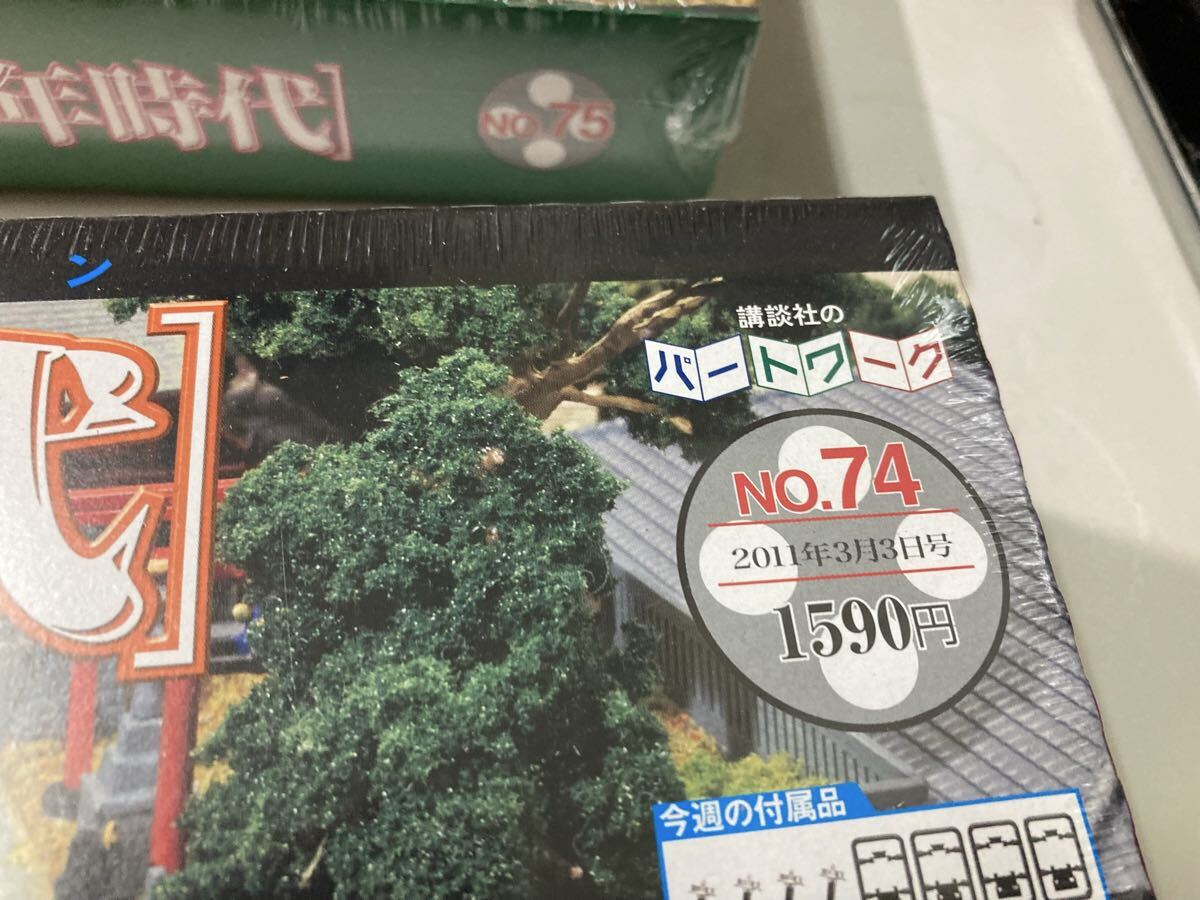 年時代]
NO.75
ン
代]
講談社の
パートワーク
NO.74
2011年3月3日号
1590円
今週の付属品